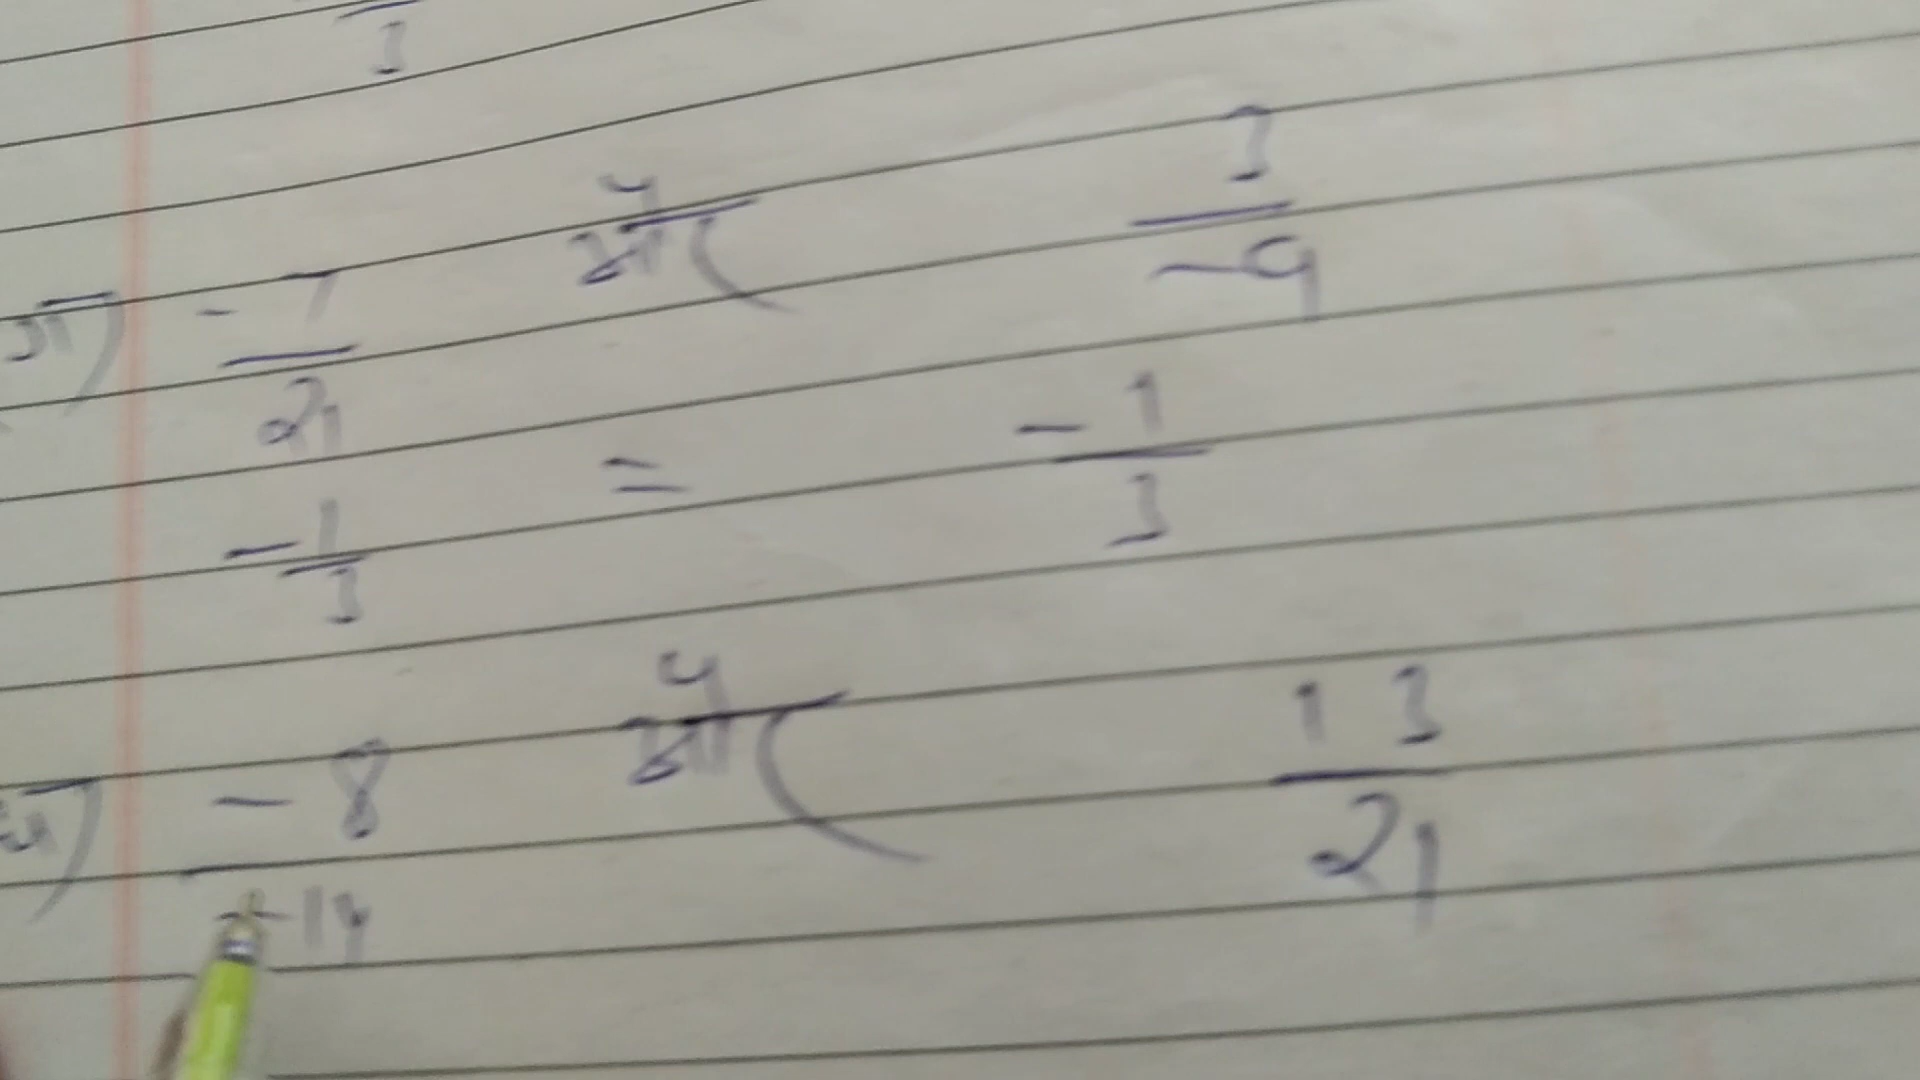 3
ग) -7/21 और 3/-9
-1/3 = -1/3
घ) -8/-14 और 13/21